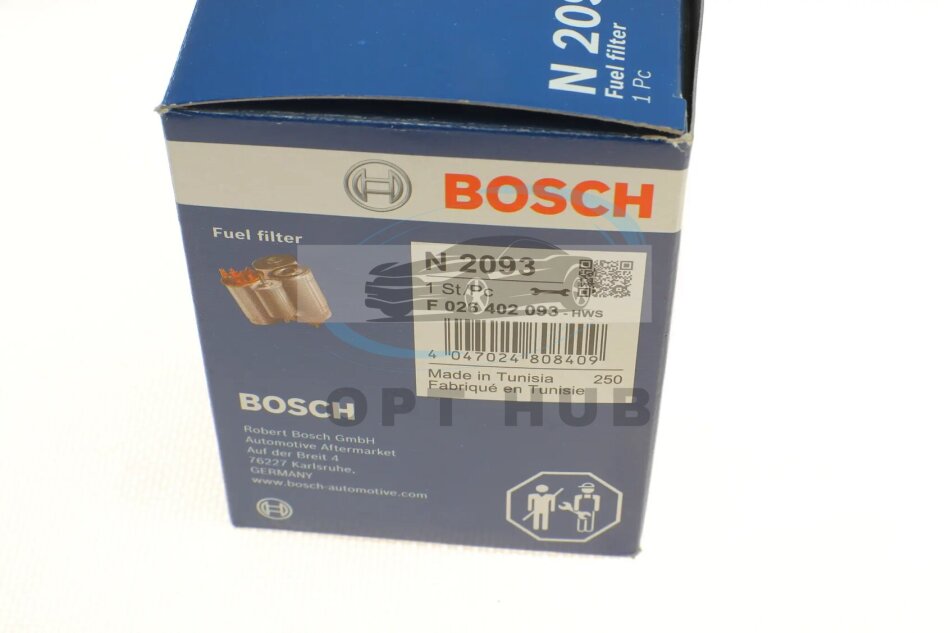 N 209
Fuel filter
1 Pc
BOSCH
Fuel filter
N 2093
1 St/Pc
F 026 402 093 - HWS
4 047024 808409
Made in Tunisia 250
Fabriqué en Tunisie
OPT HUB
BOSCH
Robert Bosch GmbH
Automotive Aftermarket
Auf der Breit 4
76227 Karlsruhe,
GERMANY
www.bosch-automotive.com